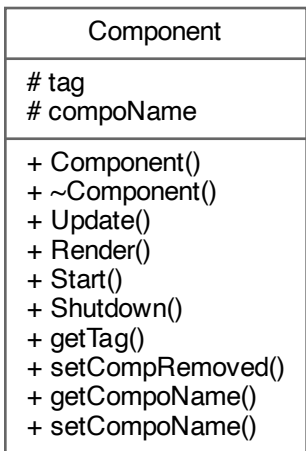 Component
# tag
# compoName
+ Component()
+ ~Component()
+ Update()
+ Render()
+ Start()
+ Shutdown()
+ getTag()
+ setCompRemoved()
+ getCompoName()
+ setCompoName()